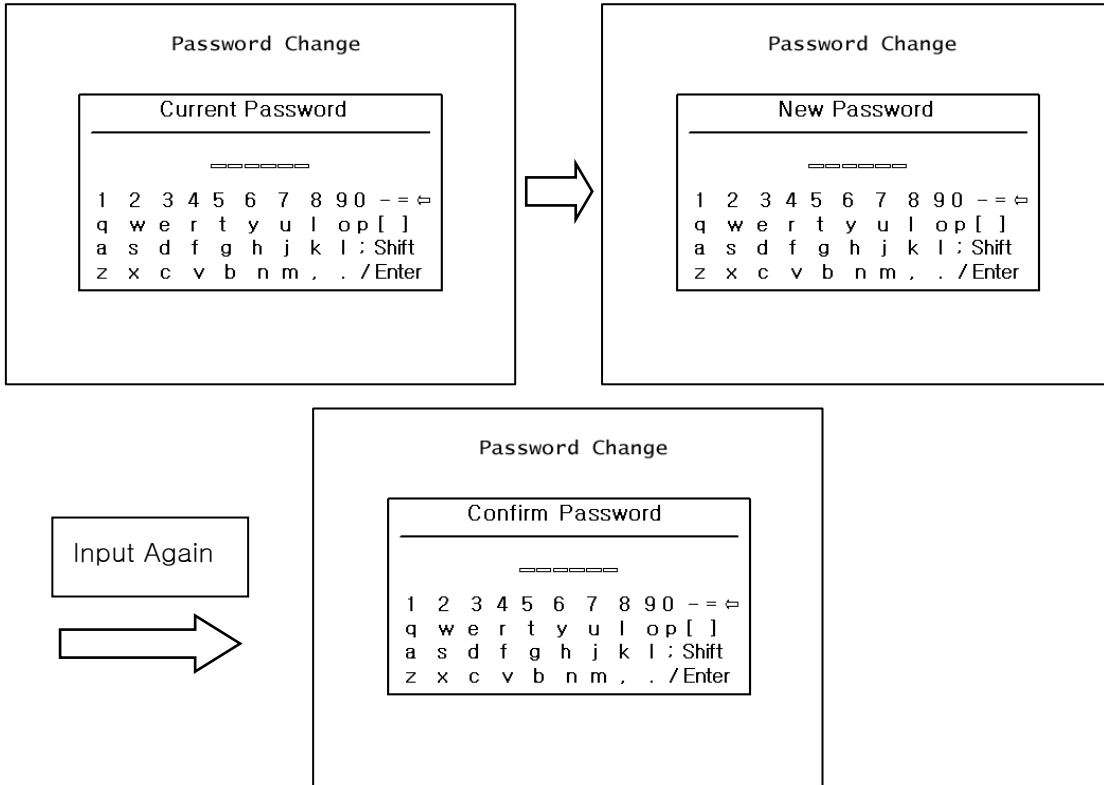 Password Change
Current Password
1 2 3 4 5 6 7 8 9 0 - = ⇦
q w e r t y u l o p [ ]
a s d f g h j k l ; Shift
z x c v b n m , . / Enter
Password Change
New Password
1 2 3 4 5 6 7 8 9 0 - = ⇦
q w e r t y u l o p [ ]
a s d f g h j k l ; Shift
z x c v b n m , . / Enter
Input Again
Password Change
Confirm Password
1 2 3 4 5 6 7 8 9 0 - = ⇦
q w e r t y u l o p [ ]
a s d f g h j k l ; Shift
z x c v b n m , . / Enter